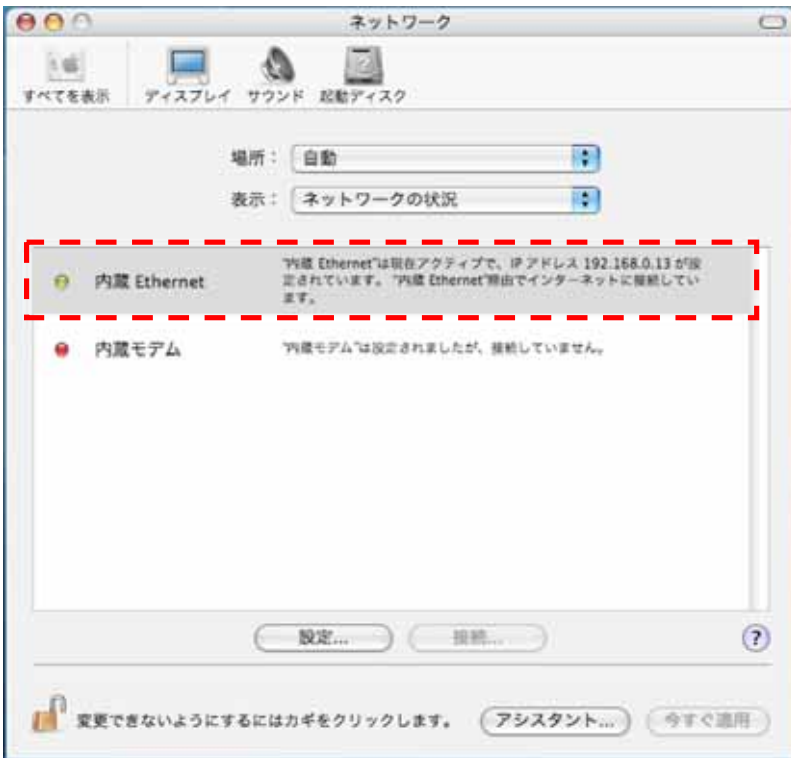 ネットワーク
すべてを表示
ディスプレイ
サウンド
起動ディスク
場所：
自動
表示：
ネットワークの状況
内蔵 Ethernet
"内蔵 Ethernet"は現在アクティブで、IP アドレス 192.168.0.13 が設
定されています。"内蔵 Ethernet"経由でインターネットに接続してい
ます。
内蔵モデム
"内蔵モデム"は設定されましたが、接続していません。
設定...
接続...
?
変更できないようにするにはカギをクリックします。
アシスタント...
今すぐ適用